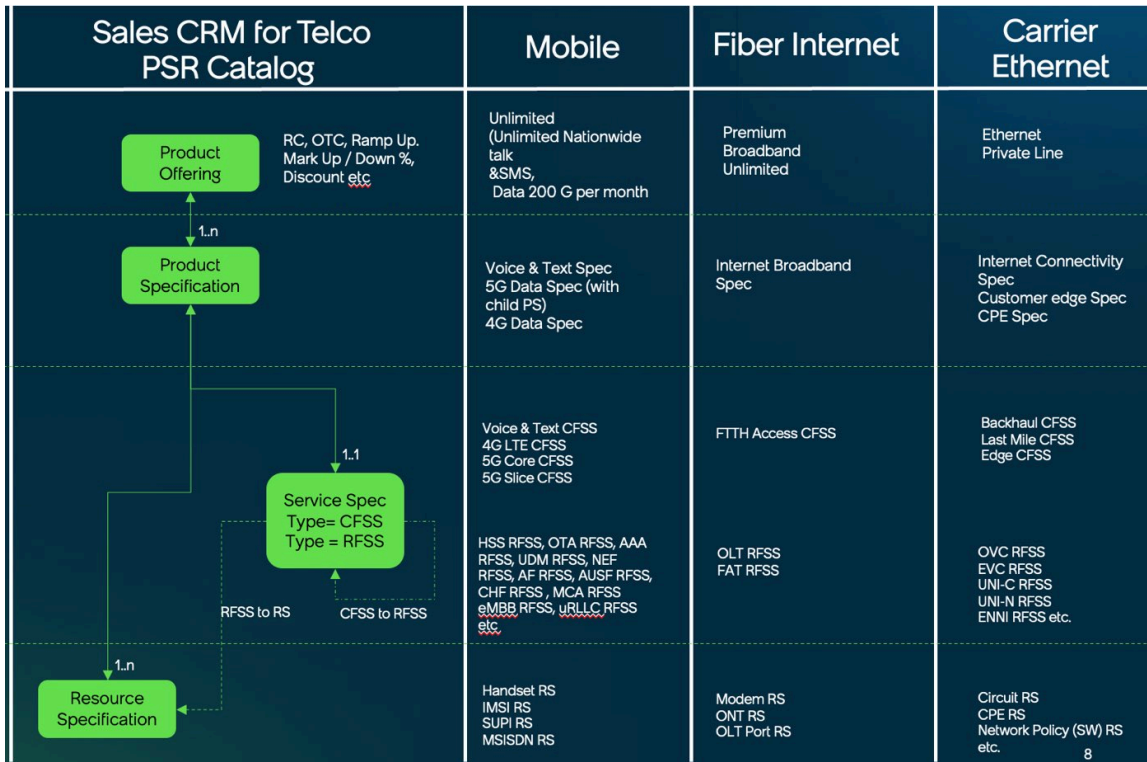 Sales CRM for Telco
PSR Catalog
Mobile
Fiber Internet
Carrier
Ethernet
Product
Offering
RC, OTC, Ramp Up.
Mark Up / Down %,
Discount etc
Unlimited
(Unlimited Nationwide
talk
&SMS,
Data 200 G per month
Premium
Broadband
Unlimited
Ethernet
Private Line
1..n
Product
Specification
Voice & Text Spec
5G Data Spec (with
child PS)
4G Data Spec
Internet Broadband
Spec
Internet Connectivity
Spec
Customer edge Spec
CPE Spec
1..1
Service Spec
Type= CFSS
Type = RFSS
Voice & Text CFSS
4G LTE CFSS
5G Core CFSS
5G Slice CFSS
FTTH Access CFSS
Backhaul CFSS
Last Mile CFSS
Edge CFSS
RFSS to RS
CFSS to RFSS
HSS RFSS, OTA RFSS, AAA
RFSS, UDM RFSS, NEF
RFSS, AF RFSS, AUSF RFSS,
CHF RFSS , MCA RFSS
eMBB RFSS, uRLLC RFSS
etc
OLT RFSS
FAT RFSS
OVC RFSS
EVC RFSS
UNI-C RFSS
UNI-N RFSS
ENNI RFSS etc.
1..n
Resource
Specification
Handset RS
IMSI RS
SUPI RS
MSISDN RS
Modem RS
ONT RS
OLT Port RS
Circuit RS
CPE RS
Network Policy (SW) RS
etc.
8